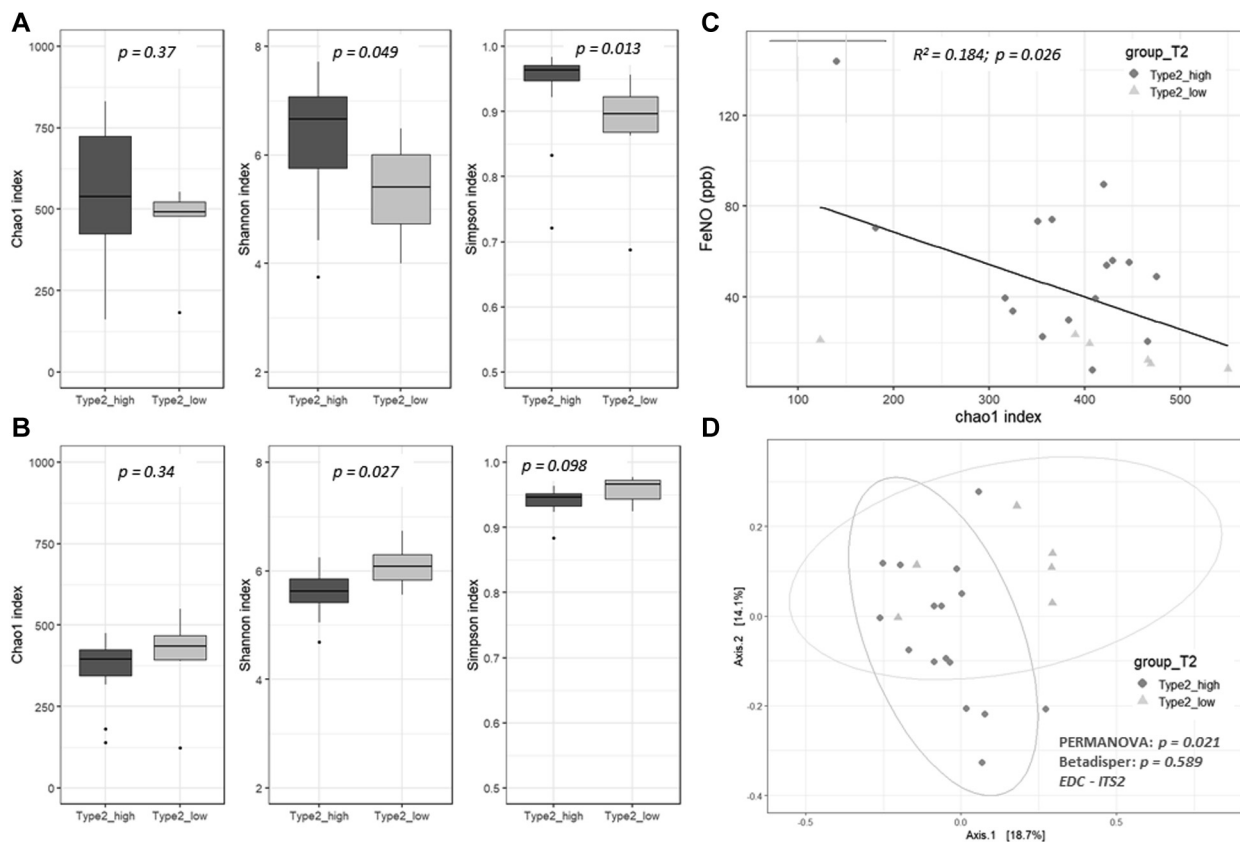 A
p = 0.37
p = 0.049
p = 0.013
Chao1 index
1000
750
500
250
0
Type2_high
Type2_low
Shannon index
8
6
4
2
Type2_high
Type2_low
Simpson index
1.0
0.9
0.8
0.7
0.6
0.5
Type2_high
Type2_low
B
p = 0.34
p = 0.027
p = 0.098
Chao1 index
1000
750
500
250
0
Type2_high
Type2_low
Shannon index
8
6
4
2
Type2_high
Type2_low
Simpson index
1.0
0.9
0.8
0.7
0.6
0.5
Type2_high
Type2_low
C
R² = 0.184; p = 0.026
group_T2
Type2_high
Type2_low
FeNO (ppb)
120
80
40
100
200
300
400
500
chao1 index
D
Axis.2 [14.1%]
0.2
0.0
-0.2
-0.4
group_T2
Type2_high
Type2_low
PERMANOVA: p = 0.021
Betadisper: p = 0.589
EDC - ITS2
-0.5
0.0
0.5
Axis.1 [18.7%]